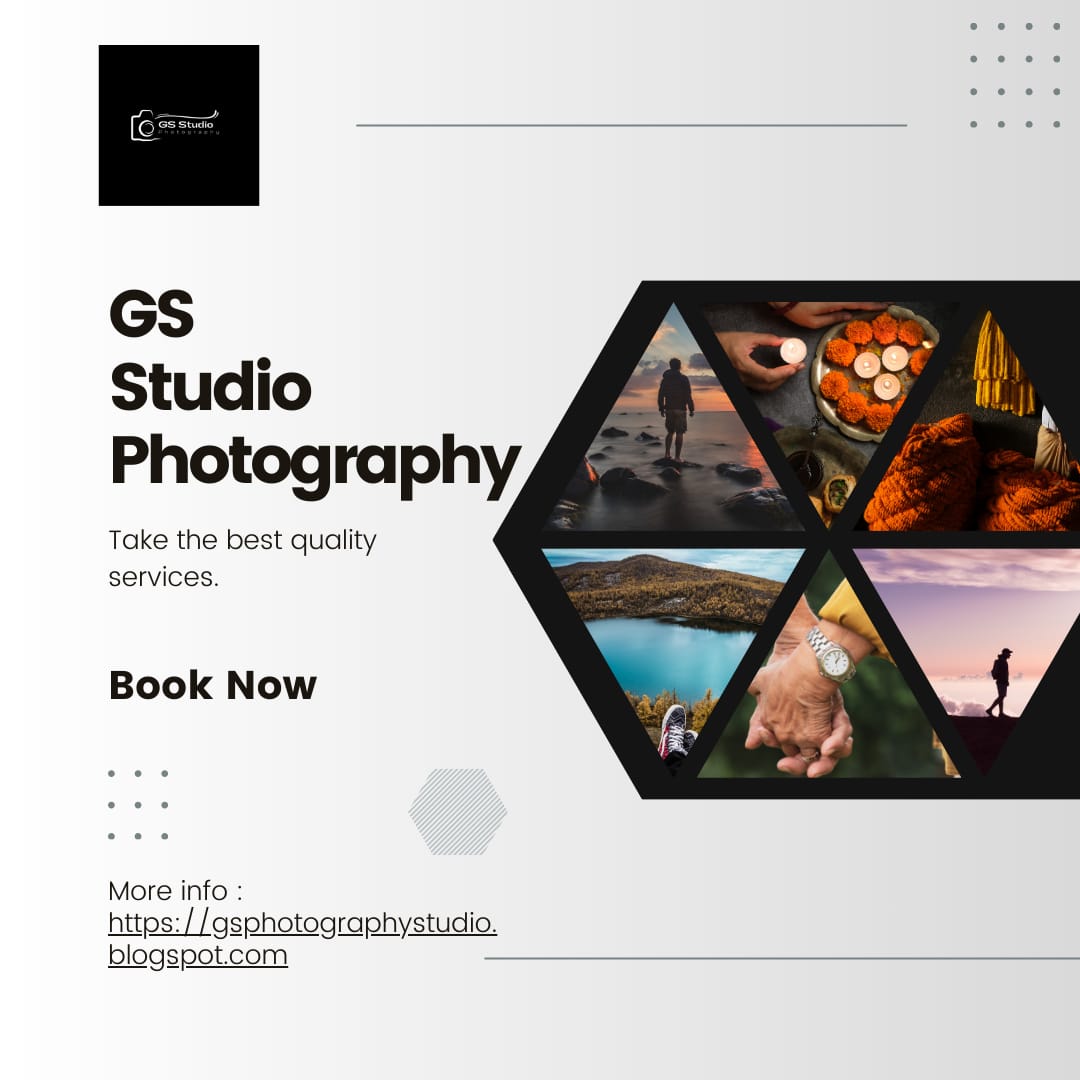 GS Studio
Photography
GS
Studio
Photography
Take the best quality
services.
Book Now
More info :
https://gsphotographystudio.
blogspot.com